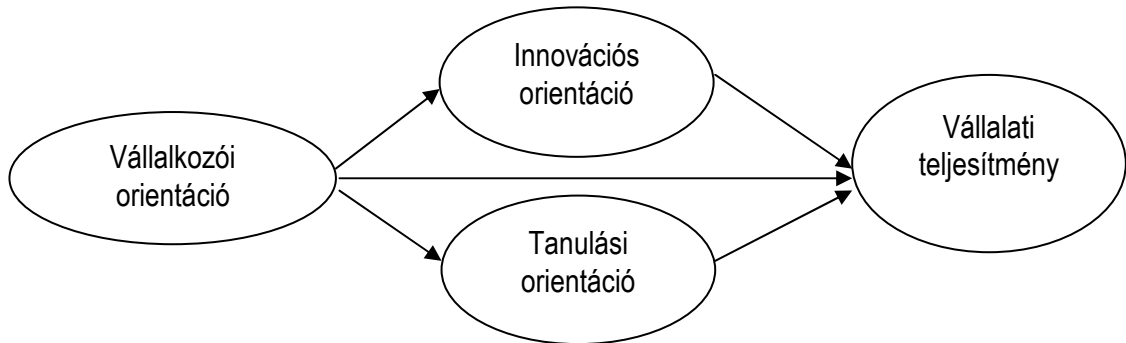 Innovációs
orientáció
Vállalkozói
orientáció
Vállalati
teljesítmény
Tanulási
orientáció